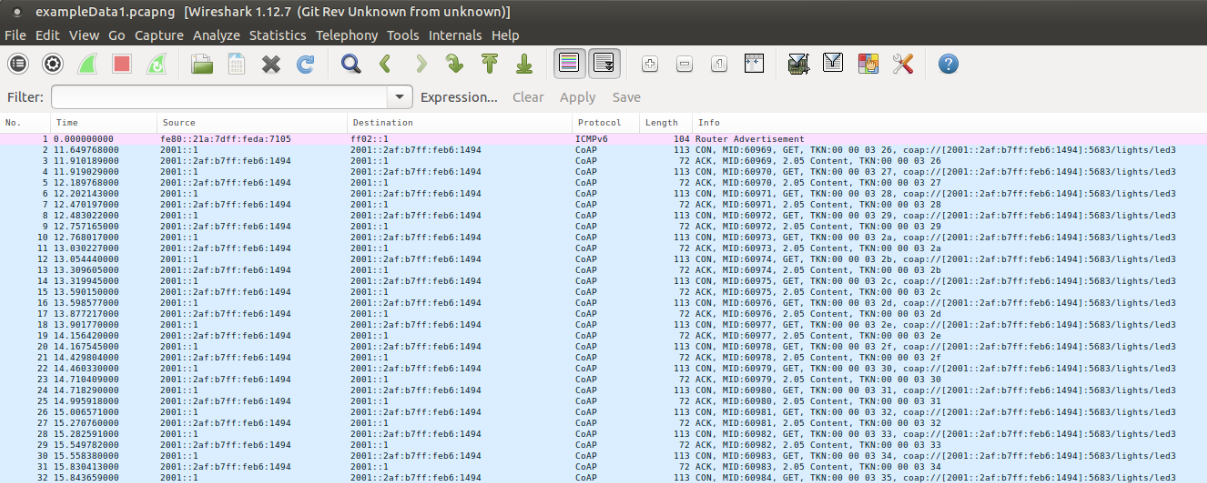 exampleData1.pcapng [Wireshark 1.12.7 (Git Rev Unknown from unknown)]
File Edit View Go Capture Analyze Statistics Telephony Tools Internals Help
Filter: Expression... Clear Apply Save
No. Time Source Destination Protocol Length Info
1 0.000000000 fe80::21a:7dff:feda:7105 ff02::1 ICMPv6 104 Router Advertisement
2 11.649768000 2001::1 2001::2af:b7ff:feb6:1494 CoAP 113 CON, MID:60969, GET, TKN:00 00 03 26, coap://[2001::2af:b7ff:feb6:1494]:5683/lights/led3
3 11.910189000 2001::2af:b7ff:feb6:1494 2001::1 CoAP 72 ACK, MID:60969, 2.05 Content, TKN:00 00 03 26
4 11.919029000 2001::1 2001::2af:b7ff:feb6:1494 CoAP 113 CON, MID:60970, GET, TKN:00 00 03 27, coap://[2001::2af:b7ff:feb6:1494]:5683/lights/led3
5 12.189768000 2001::2af:b7ff:feb6:1494 2001::1 CoAP 72 ACK, MID:60970, 2.05 Content, TKN:00 00 03 27
6 12.202143000 2001::1 2001::2af:b7ff:feb6:1494 CoAP 113 CON, MID:60971, GET, TKN:00 00 03 28, coap://[2001::2af:b7ff:feb6:1494]:5683/lights/led3
7 12.470197000 2001::2af:b7ff:feb6:1494 2001::1 CoAP 72 ACK, MID:60971, 2.05 Content, TKN:00 00 03 28
8 12.483022000 2001::1 2001::2af:b7ff:feb6:1494 CoAP 113 CON, MID:60972, GET, TKN:00 00 03 29, coap://[2001::2af:b7ff:feb6:1494]:5683/lights/led3
9 12.757165000 2001::2af:b7ff:feb6:1494 2001::1 CoAP 72 ACK, MID:60972, 2.05 Content, TKN:00 00 03 29
10 12.768017000 2001::1 2001::2af:b7ff:feb6:1494 CoAP 113 CON, MID:60973, GET, TKN:00 00 03 2a, coap://[2001::2af:b7ff:feb6:1494]:5683/lights/led3
11 13.030227000 2001::2af:b7ff:feb6:1494 2001::1 CoAP 72 ACK, MID:60973, 2.05 Content, TKN:00 00 03 2a
12 13.054440000 2001::1 2001::2af:b7ff:feb6:1494 CoAP 113 CON, MID:60974, GET, TKN:00 00 03 2b, coap://[2001::2af:b7ff:feb6:1494]:5683/lights/led3
13 13.309605000 2001::2af:b7ff:feb6:1494 2001::1 CoAP 72 ACK, MID:60974, 2.05 Content, TKN:00 00 03 2b
14 13.319945000 2001::1 2001::2af:b7ff:feb6:1494 CoAP 113 CON, MID:60975, GET, TKN:00 00 03 2c, coap://[2001::2af:b7ff:feb6:1494]:5683/lights/led3
15 13.590150000 2001::2af:b7ff:feb6:1494 2001::1 CoAP 72 ACK, MID:60975, 2.05 Content, TKN:00 00 03 2c
16 13.598577000 2001::1 2001::2af:b7ff:feb6:1494 CoAP 113 CON, MID:60976, GET, TKN:00 00 03 2d, coap://[2001::2af:b7ff:feb6:1494]:5683/lights/led3
17 13.877217000 2001::2af:b7ff:feb6:1494 2001::1 CoAP 72 ACK, MID:60976, 2.05 Content, TKN:00 00 03 2d
18 13.901770000 2001::1 2001::2af:b7ff:feb6:1494 CoAP 113 CON, MID:60977, GET, TKN:00 00 03 2e, coap://[2001::2af:b7ff:feb6:1494]:5683/lights/led3
19 14.156420000 2001::2af:b7ff:feb6:1494 2001::1 CoAP 72 ACK, MID:60977, 2.05 Content, TKN:00 00 03 2e
20 14.167545000 2001::1 2001::2af:b7ff:feb6:1494 CoAP 113 CON, MID:60978, GET, TKN:00 00 03 2f, coap://[2001::2af:b7ff:feb6:1494]:5683/lights/led3
21 14.429804000 2001::2af:b7ff:feb6:1494 2001::1 CoAP 72 ACK, MID:60978, 2.05 Content, TKN:00 00 03 2f
22 14.460330000 2001::1 2001::2af:b7ff:feb6:1494 CoAP 113 CON, MID:60979, GET, TKN:00 00 03 30, coap://[2001::2af:b7ff:feb6:1494]:5683/lights/led3
23 14.710409000 2001::2af:b7ff:feb6:1494 2001::1 CoAP 72 ACK, MID:60979, 2.05 Content, TKN:00 00 03 30
24 14.718290000 2001::1 2001::2af:b7ff:feb6:1494 CoAP 113 CON, MID:60980, GET, TKN:00 00 03 31, coap://[2001::2af:b7ff:feb6:1494]:5683/lights/led3
25 14.995918000 2001::2af:b7ff:feb6:1494 2001::1 CoAP 72 ACK, MID:60980, 2.05 Content, TKN:00 00 03 31
26 15.006571000 2001::1 2001::2af:b7ff:feb6:1494 CoAP 113 CON, MID:60981, GET, TKN:00 00 03 32, coap://[2001::2af:b7ff:feb6:1494]:5683/lights/led3
27 15.270760000 2001::2af:b7ff:feb6:1494 2001::1 CoAP 72 ACK, MID:60981, 2.05 Content, TKN:00 00 03 32
28 15.282591000 2001::1 2001::2af:b7ff:feb6:1494 CoAP 113 CON, MID:60982, GET, TKN:00 00 03 33, coap://[2001::2af:b7ff:feb6:1494]:5683/lights/led3
29 15.549782000 2001::2af:b7ff:feb6:1494 2001::1 CoAP 72 ACK, MID:60982, 2.05 Content, TKN:00 00 03 33
30 15.558380000 2001::1 2001::2af:b7ff:feb6:1494 CoAP 113 CON, MID:60983, GET, TKN:00 00 03 34, coap://[2001::2af:b7ff:feb6:1494]:5683/lights/led3
31 15.830413000 2001::2af:b7ff:feb6:1494 2001::1 CoAP 72 ACK, MID:60983, 2.05 Content, TKN:00 00 03 34
32 15.843659000 2001::1 2001::2af:b7ff:feb6:1494 CoAP 113 CON, MID:60984, GET, TKN:00 00 03 35, coap://[2001::2af:b7ff:feb6:1494]:5683/lights/led3